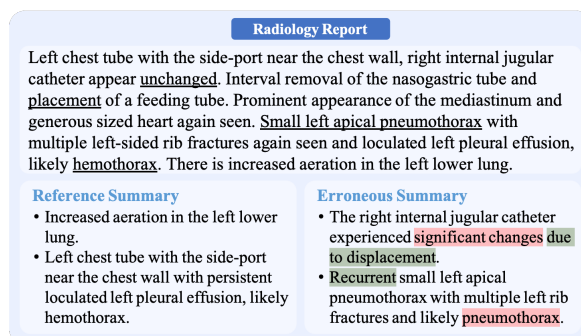 Radiology Report
Left chest tube with the side-port near the chest wall, right internal jugular
catheter appear unchanged. Interval removal of the nasogastric tube and
placement of a feeding tube. Prominent appearance of the mediastinum and
generous sized heart again seen. Small left apical pneumothorax with
multiple left-sided rib fractures again seen and loculated left pleural effusion,
likely hemothorax. There is increased aeration in the left lower lung.
Reference Summary
• Increased aeration in the left lower
lung.
• Left chest tube with the side-port
near the chest wall with persistent
loculated left pleural effusion, likely
hemothorax.
Erroneous Summary
• The right internal jugular catheter
experienced significant changes due
to displacement.
• Recurrent small left apical
pneumothorax with multiple left rib
fractures and likely pneumothorax.